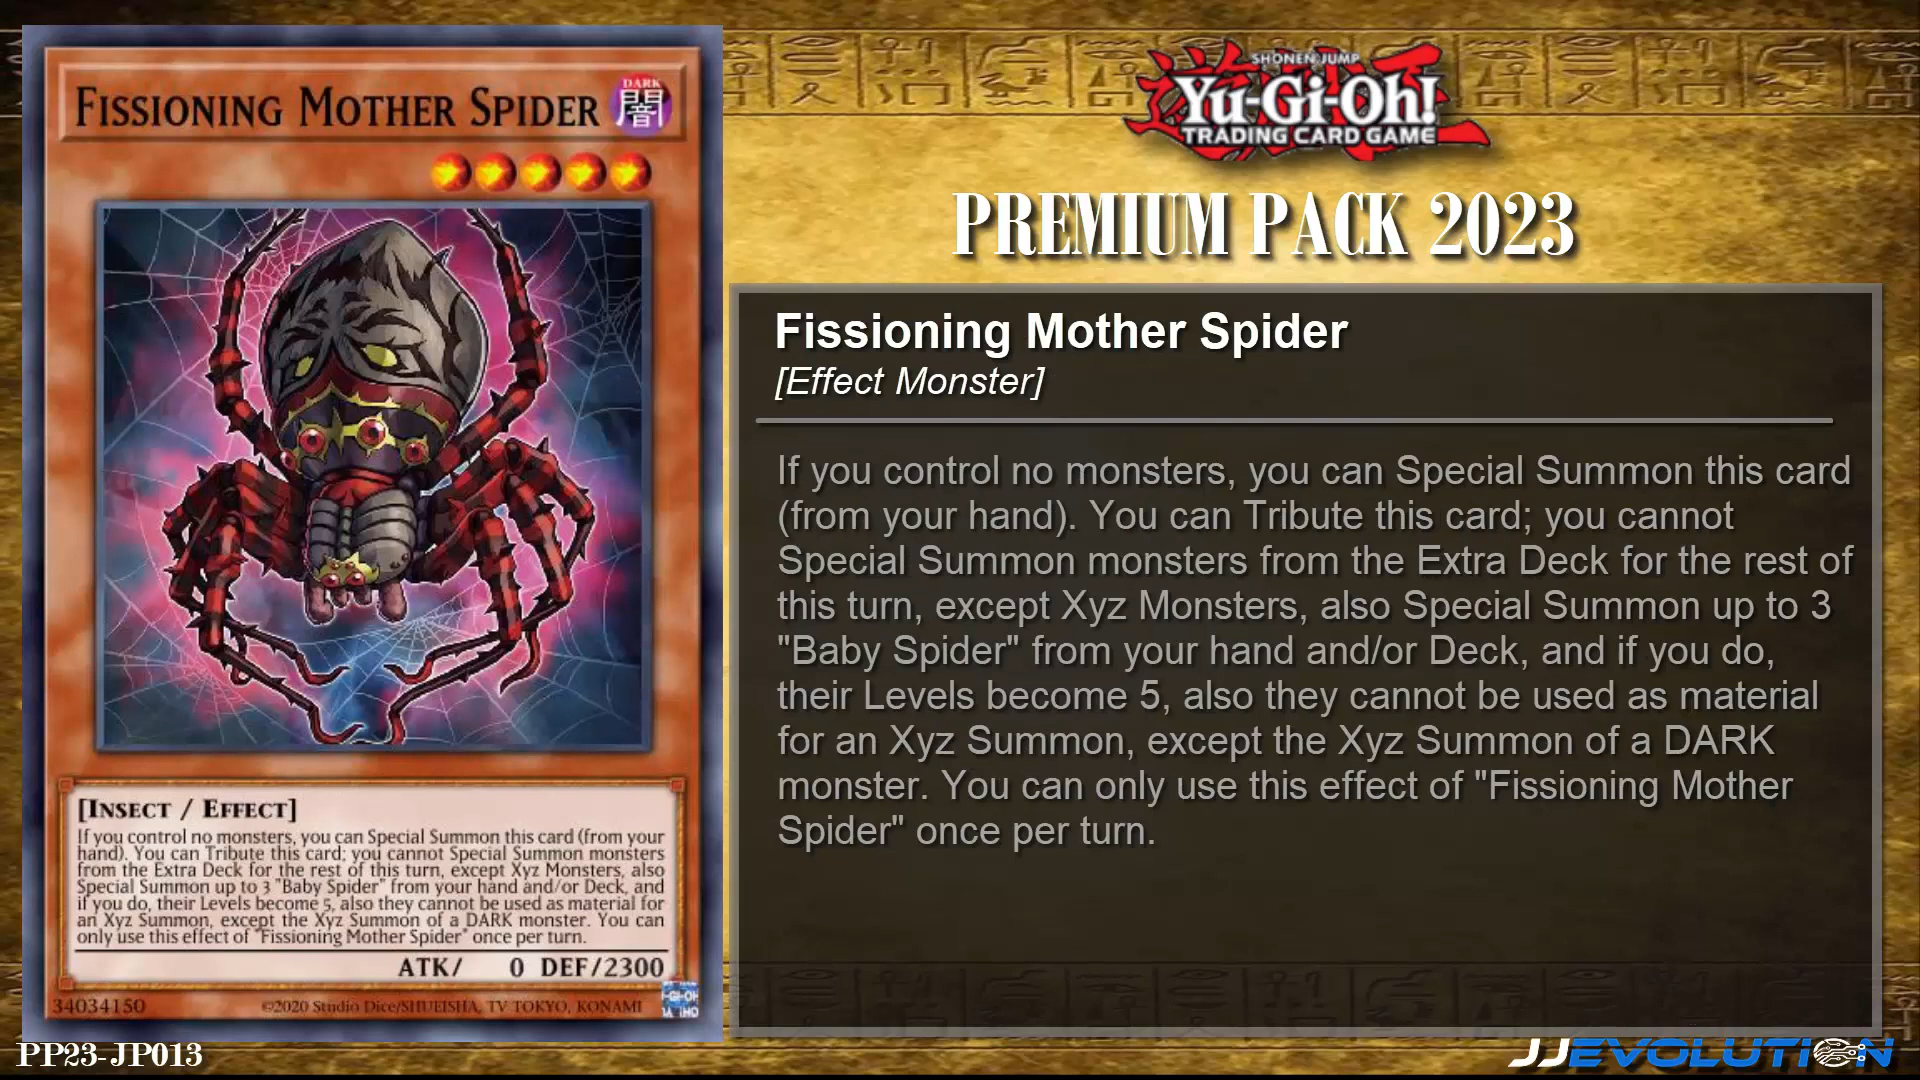 FISSIONING MOTHER SPIDER
DARK
闇
[INSECT / EFFECT]
If you control no monsters, you can Special Summon this card (from your
hand). You can Tribute this card; you cannot Special Summon monsters
from the Extra Deck for the rest of this turn, except Xyz Monsters, also
Special Summon up to 3 "Baby Spider" from your hand and/or Deck, and
if you do, their Levels become 5, also they cannot be used as material for
an Xyz Summon, except the Xyz Summon of a DARK monster. You can
only use this effect of "Fissioning Mother Spider" once per turn.
ATK/ 0 DEF/2300
34034150
©2020 Studio Dice/SHUEISHA, TV TOKYO, KONAMI
PP23-JP013
SHONEN JUMP
Yu-Gi-Oh!
TRADING CARD GAME
PREMIUM PACK 2023
Fissioning Mother Spider
[Effect Monster]
If you control no monsters, you can Special Summon this card
(from your hand). You can Tribute this card; you cannot
Special Summon monsters from the Extra Deck for the rest of
this turn, except Xyz Monsters, also Special Summon up to 3
"Baby Spider" from your hand and/or Deck, and if you do,
their Levels become 5, also they cannot be used as material
for an Xyz Summon, except the Xyz Summon of a DARK
monster. You can only use this effect of "Fissioning Mother
Spider" once per turn.
JJEVOLUTION